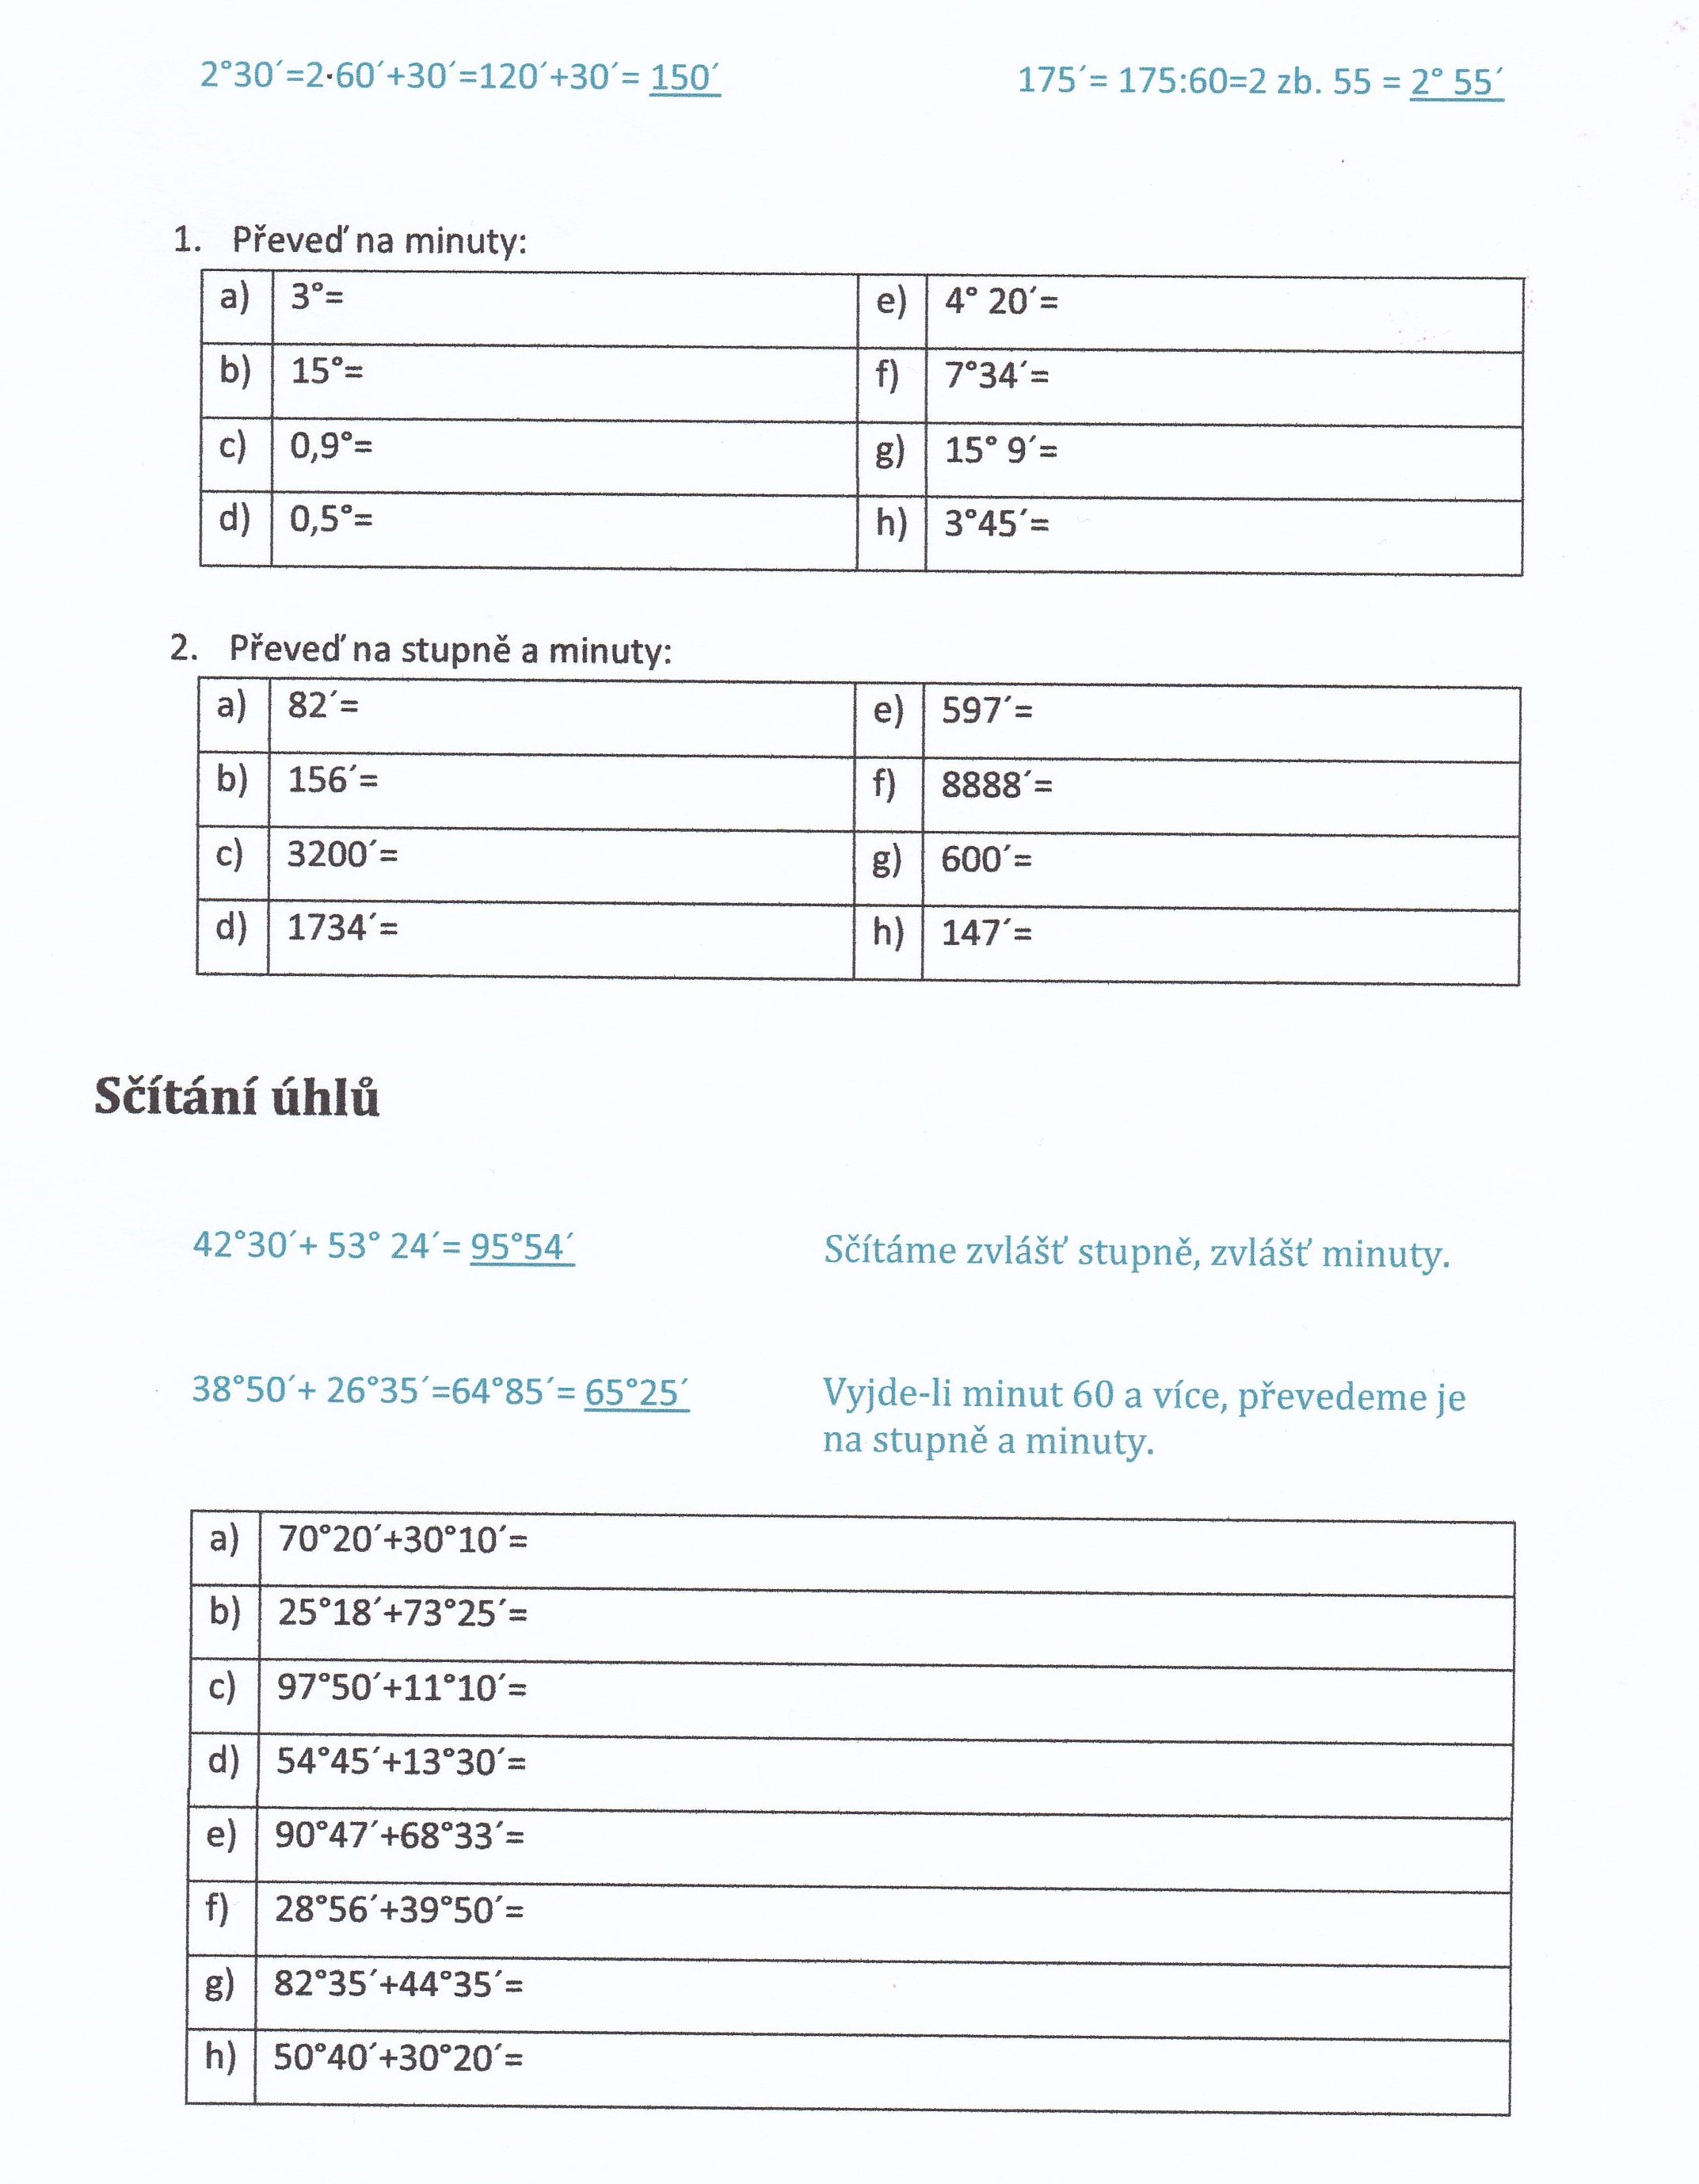 2°30´=2·60´+30´=120´+30´= 150´
175´= 175:60=2 zb. 55 = 2° 55´
1. Převeď na minuty:
a) 3°=
e) 4° 20´=
b) 15°=
f) 7°34´=
c) 0,9°=
g) 15° 9´=
d) 0,5°=
h) 3°45´=
2. Převeď na stupně a minuty:
a) 82´=
e) 597´=
b) 156´=
f) 8888´=
c) 3200´=
g) 600´=
d) 1734´=
h) 147´=
Sčítání úhlů
42°30´+ 53° 24´= 95°54´
Sčítáme zvlášť stupně, zvlášť minuty.
38°50´+ 26°35´=64°85´= 65°25´
Vyjde-li minut 60 a více, převedeme je
na stupně a minuty.
a) 70°20´+30°10´=
b) 25°18´+73°25´=
c) 97°50´+11°10´=
d) 54°45´+13°30´=
e) 90°47´+68°33´=
f) 28°56´+39°50´=
g) 82°35´+44°35´=
h) 50°40´+30°20´=